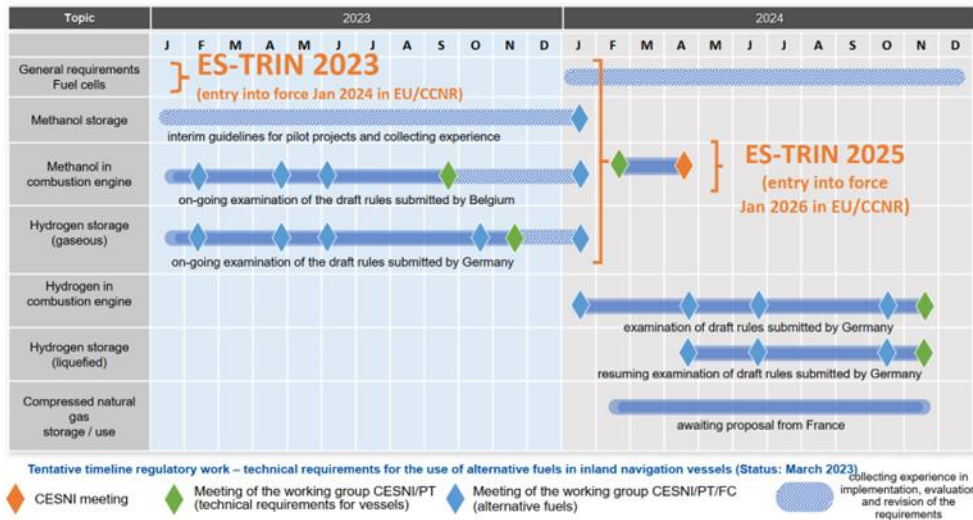 Topic 2023 2024
J F M A M J J A S O N D J F M A M J J A S O N D
General requirements
Fuel cells
ES-TRIN 2023
(entry into force Jan 2024 in EU/CCNR)
Methanol storage
interim guidelines for pilot projects and collecting experience
Methanol in
combustion engine
on-going examination of the draft rules submitted by Belgium
ES-TRIN 2025
(entry into force
Jan 2026 in EU/CCNR)
Hydrogen storage
(gaseous)
on-going examination of the draft rules submitted by Germany
Hydrogen in
combustion engine
examination of draft rules submitted by Germany
Hydrogen storage
(liquefied)
resuming examination of draft rules submitted by Germany
Compressed natural
gas
storage / use
awaiting proposal from France
Tentative timeline regulatory work – technical requirements for the use of alternative fuels in inland navigation vessels (Status: March 2023)
CESNI meeting
Meeting of the working group CESNI/PT
(technical requirements for vessels)
Meeting of the working group CESNI/PT/FC
(alternative fuels)
collecting experience in
implementation, evaluation
and revision of the
requirements